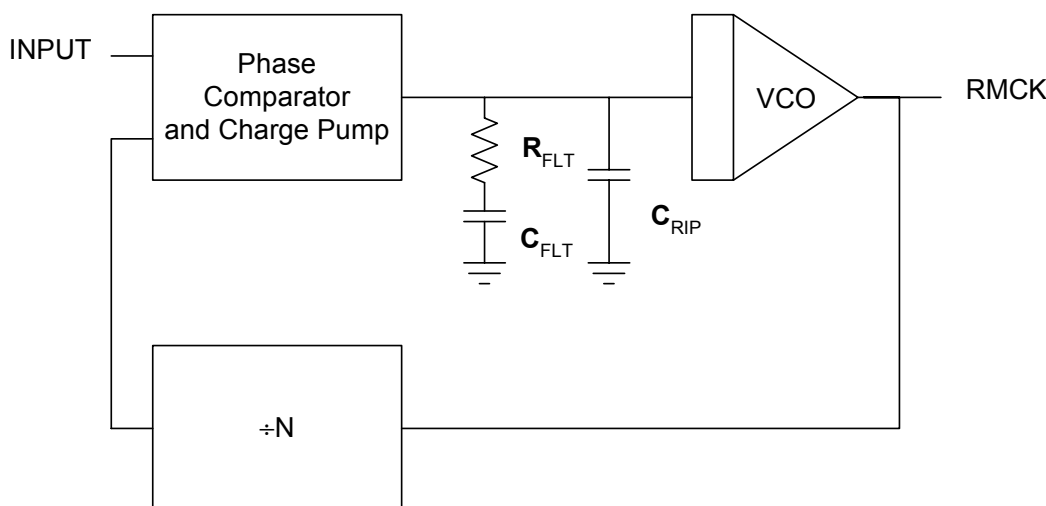 INPUT
Phase
Comparator
and Charge Pump
VCO
RMCK
RFLT
CFLT
CRIP
÷N